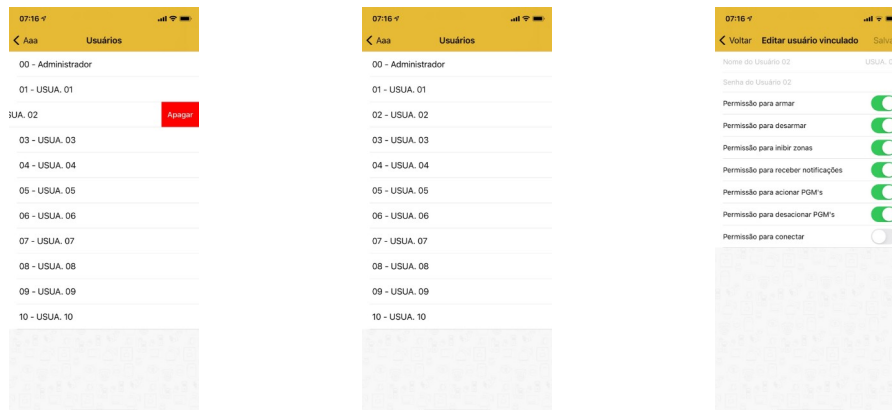 07:16
Aaa Usuários
00 - Administrador
01 - USUA. 01
SUA. 02 Apagar
03 - USUA. 03
04 - USUA. 04
05 - USUA. 05
06 - USUA. 06
07 - USUA. 07
08 - USUA. 08
09 - USUA. 09
10 - USUA. 10
07:16
Aaa Usuários
00 - Administrador
01 - USUA. 01
02 - USUA. 02
03 - USUA. 03
04 - USUA. 04
05 - USUA. 05
06 - USUA. 06
07 - USUA. 07
08 - USUA. 08
09 - USUA. 09
10 - USUA. 10
07:16
Voltar Editar usuário vinculado Salva
Nome do Usuário 02 USUA. 0
Senha do Usuário 02
Permissão para armar
Permissão para desarmar
Permissão para inibir zonas
Permissão para receber notificações
Permissão para acionar PGM's
Permissão para desacionar PGM's
Permissão para conectar